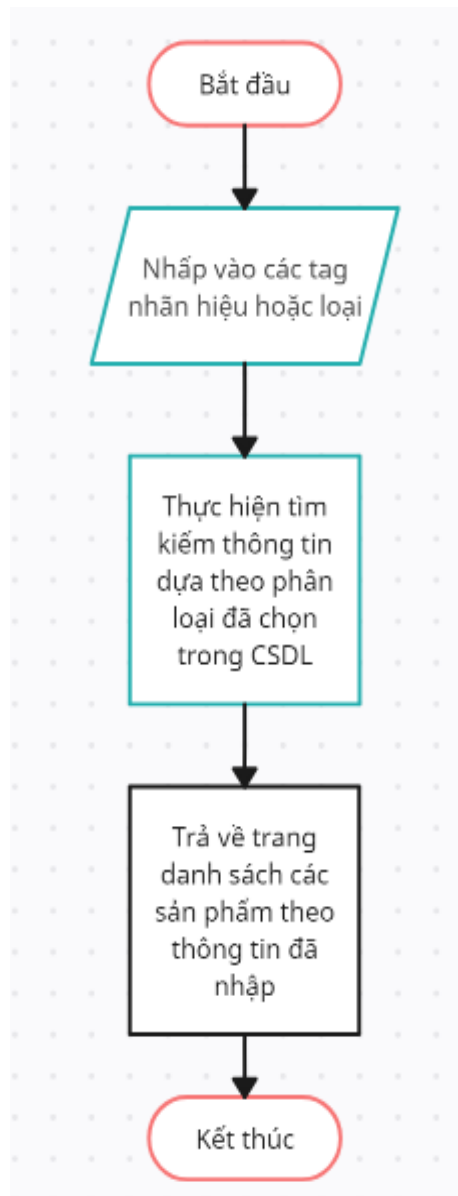 Bắt đầu
Nhấp vào các tag
nhãn hiệu hoặc loại
Thực hiện tìm
kiếm thông tin
dựa theo phân
loại đã chọn
trong CSDL
Trả về trang
danh sách các
sản phẩm theo
thông tin đã
nhập
Kết thúc